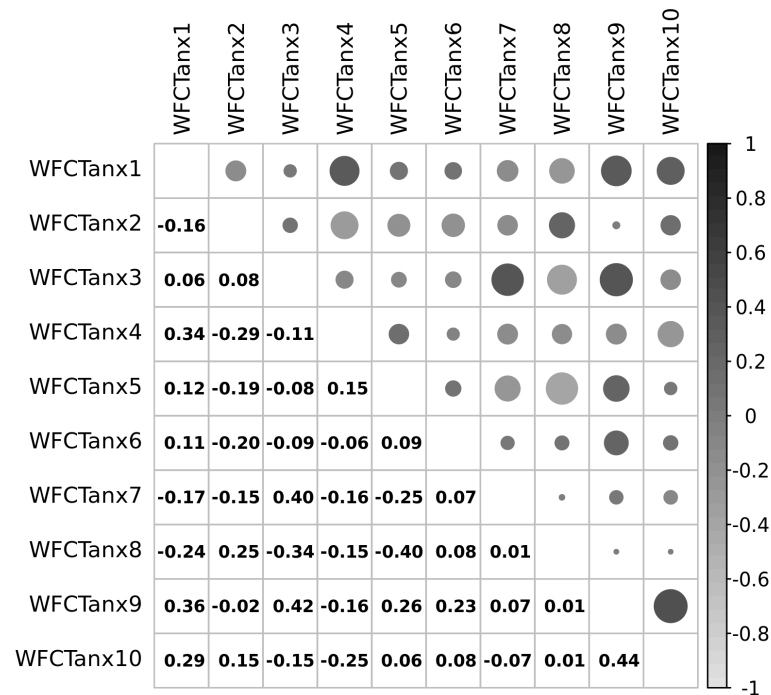 WFCTanx1 WFCTanx2 WFCTanx3 WFCTanx4 WFCTanx5 WFCTanx6 WFCTanx7 WFCTanx8 WFCTanx9 WFCTanx10
WFCTanx1
WFCTanx2 -0.16
WFCTanx3 0.06 0.08
WFCTanx4 0.34 -0.29 -0.11
WFCTanx5 0.12 -0.19 -0.08 0.15
WFCTanx6 0.11 -0.20 -0.09 -0.06 0.09
WFCTanx7 -0.17 -0.15 0.40 -0.16 -0.25 0.07
WFCTanx8 -0.24 0.25 -0.34 -0.15 -0.40 0.08 0.01
WFCTanx9 0.36 -0.02 0.42 -0.16 0.26 0.23 0.07 0.01
WFCTanx10 0.29 0.15 -0.15 -0.25 0.06 0.08 -0.07 0.01 0.44
1
0.8
0.6
0.4
0.2
0
-0.2
-0.4
-0.6
-0.8
-1